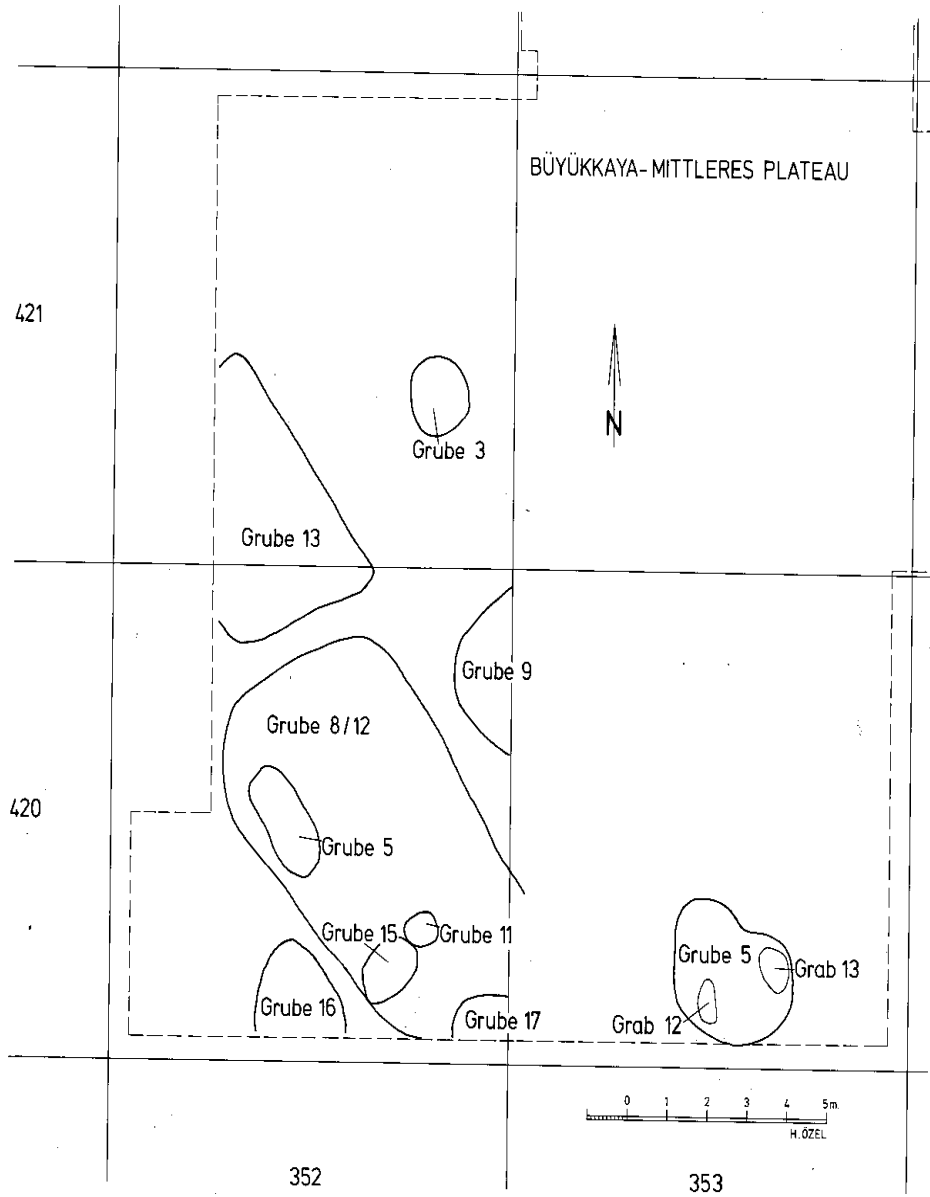 BÜYÜKKAYA-MITTLERES PLATEAU
421
N
Grube 3
Grube 13
Grube 9
Grube 8/12
420
Grube 5
Grube 15
Grube 11
Grube 5
Grab 13
Grube 16
Grube 17
Grab 12
0 1 2 3 4 5m.
H.ÖZEL
352
353